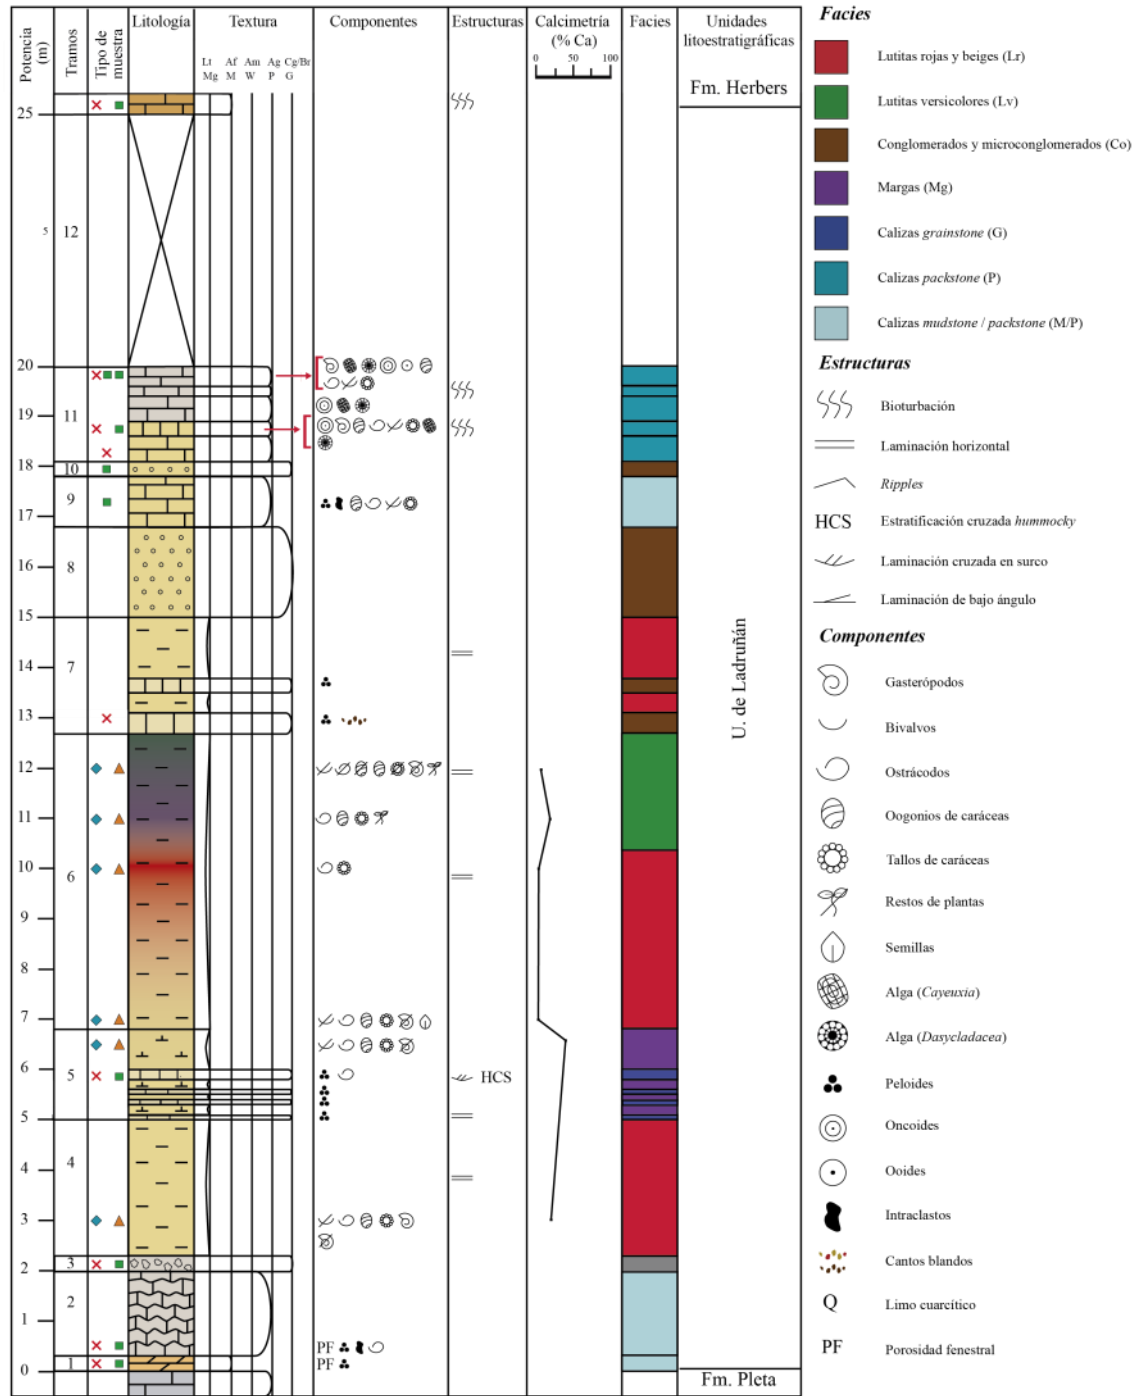 Potencia
(m)
Tramos
Tipo de
muestra
Litología
Textura
Lt Af Am Ag Cg/Br
Mg M W P G
Componentes
Estructuras
Calcimetría
(% Ca)
0 50 100
Facies
Unidades
litoestratigráficas
Fm. Herbers
25
5
12
20
19
11
18
10
9
17
16
8
15
14
7
13
12
11
10
6
9
8
7
6
5
HCS
5
4
4
3
3
2
2
1
PF
1
PF
0
U. de Ladruñán
Fm. Pleta
Facies
Lutitas rojas y beiges (Lr)
Lutitas versicolores (Lv)
Conglomerados y microconglomerados (Co)
Margas (Mg)
Calizas grainstone (G)
Calizas packstone (P)
Calizas mudstone / packstone (M/P)
Estructuras
Bioturbación
Laminación horizontal
Ripples
HCS Estratificación cruzada hummocky
Laminación cruzada en surco
Laminación de bajo ángulo
Componentes
Gasterópodos
Bivalvos
Ostrácodos
Oogonios de caráceas
Tallos de caráceas
Restos de plantas
Semillas
Alga (Cayeuxia)
Alga (Dasycladacea)
Peloides
Oncoides
Ooides
Intraclastos
Cantos blandos
Q Limo cuarcítico
PF Porosidad fenestral